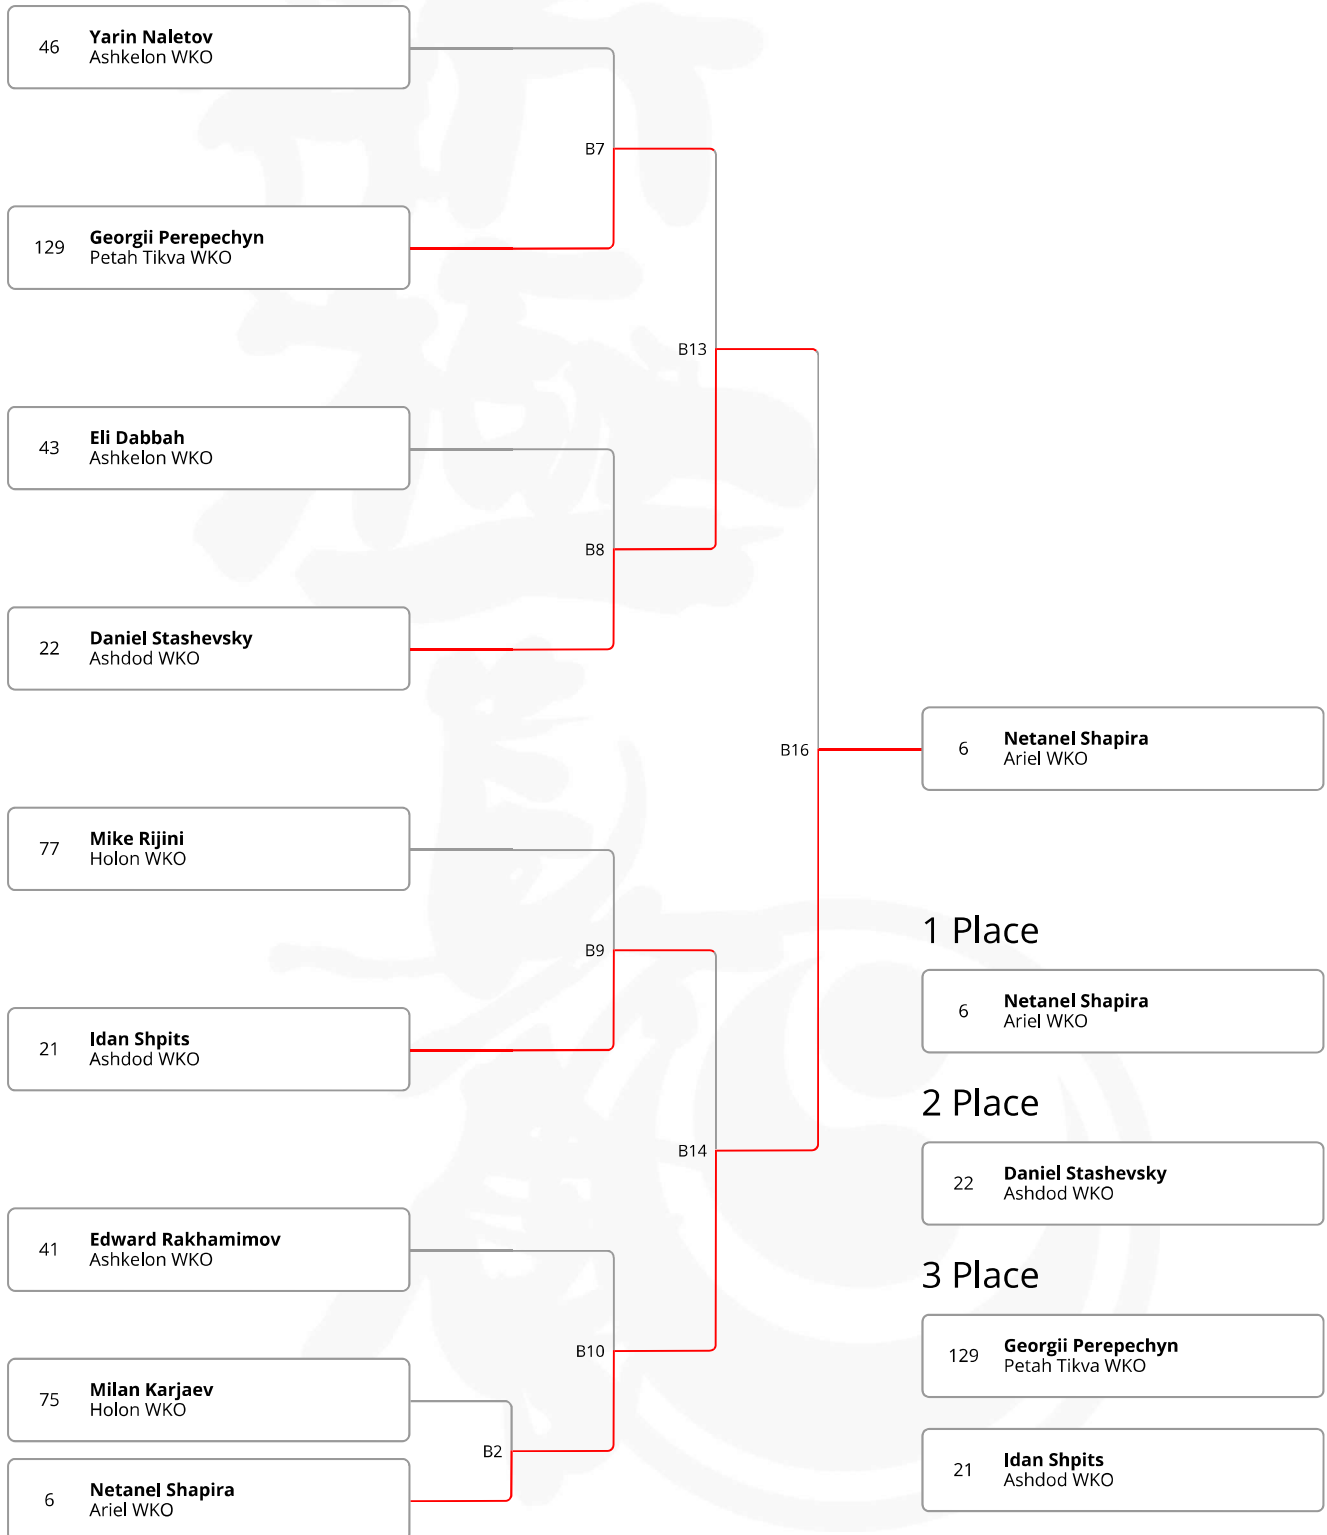 46
Yarin Naletov
Ashkelon WKO
B7
129
Georgii Perepechyn
Petah Tikva WKO
B13
43
Eli Dabbah
Ashkelon WKO
B8
22
Daniel Stashevsky
Ashdod WKO
B16
6
Netanel Shapira
Ariel WKO
77
Mike Rijini
Holon WKO
B9
21
Idan Shpits
Ashdod WKO
B14
41
Edward Rakhamimov
Ashkelon WKO
B10
75
Milan Karjaev
Holon WKO
B2
6
Netanel Shapira
Ariel WKO
1 Place
6
Netanel Shapira
Ariel WKO
2 Place
22
Daniel Stashevsky
Ashdod WKO
3 Place
129
Georgii Perepechyn
Petah Tikva WKO
21
Idan Shpits
Ashdod WKO